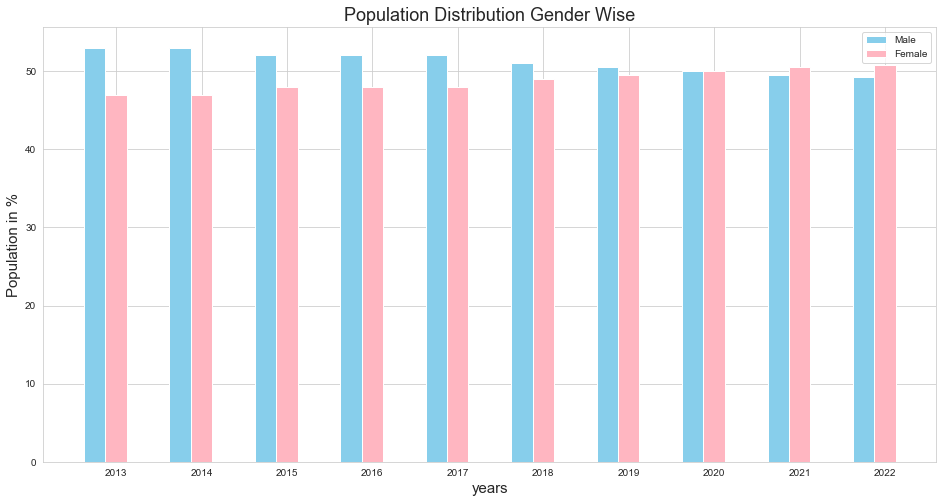 Population Distribution Gender Wise
Male
Female
Population in %
50
40
30
20
10
0
2013 2014 2015 2016 2017 2018 2019 2020 2021 2022
years